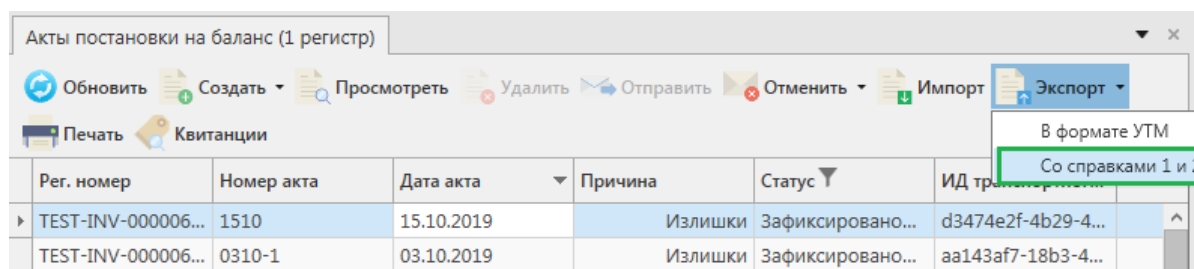 Акты постановки на баланс (1 регистр)
Обновить Создать Просмотреть Удалить Отправить Отменить Импорт Экспорт
Печать Квитанции
В формате УТМ
Со справками 1 и
Рег. номер Номер акта Дата акта Причина Статус ИД
TEST-INV-000006... 1510 15.10.2019 Излишки Зафиксировано... d3474e2f-4b29-4...
TEST-INV-000006... 0310-1 03.10.2019 Излишки Зафиксировано... aa143af7-18b3-4...